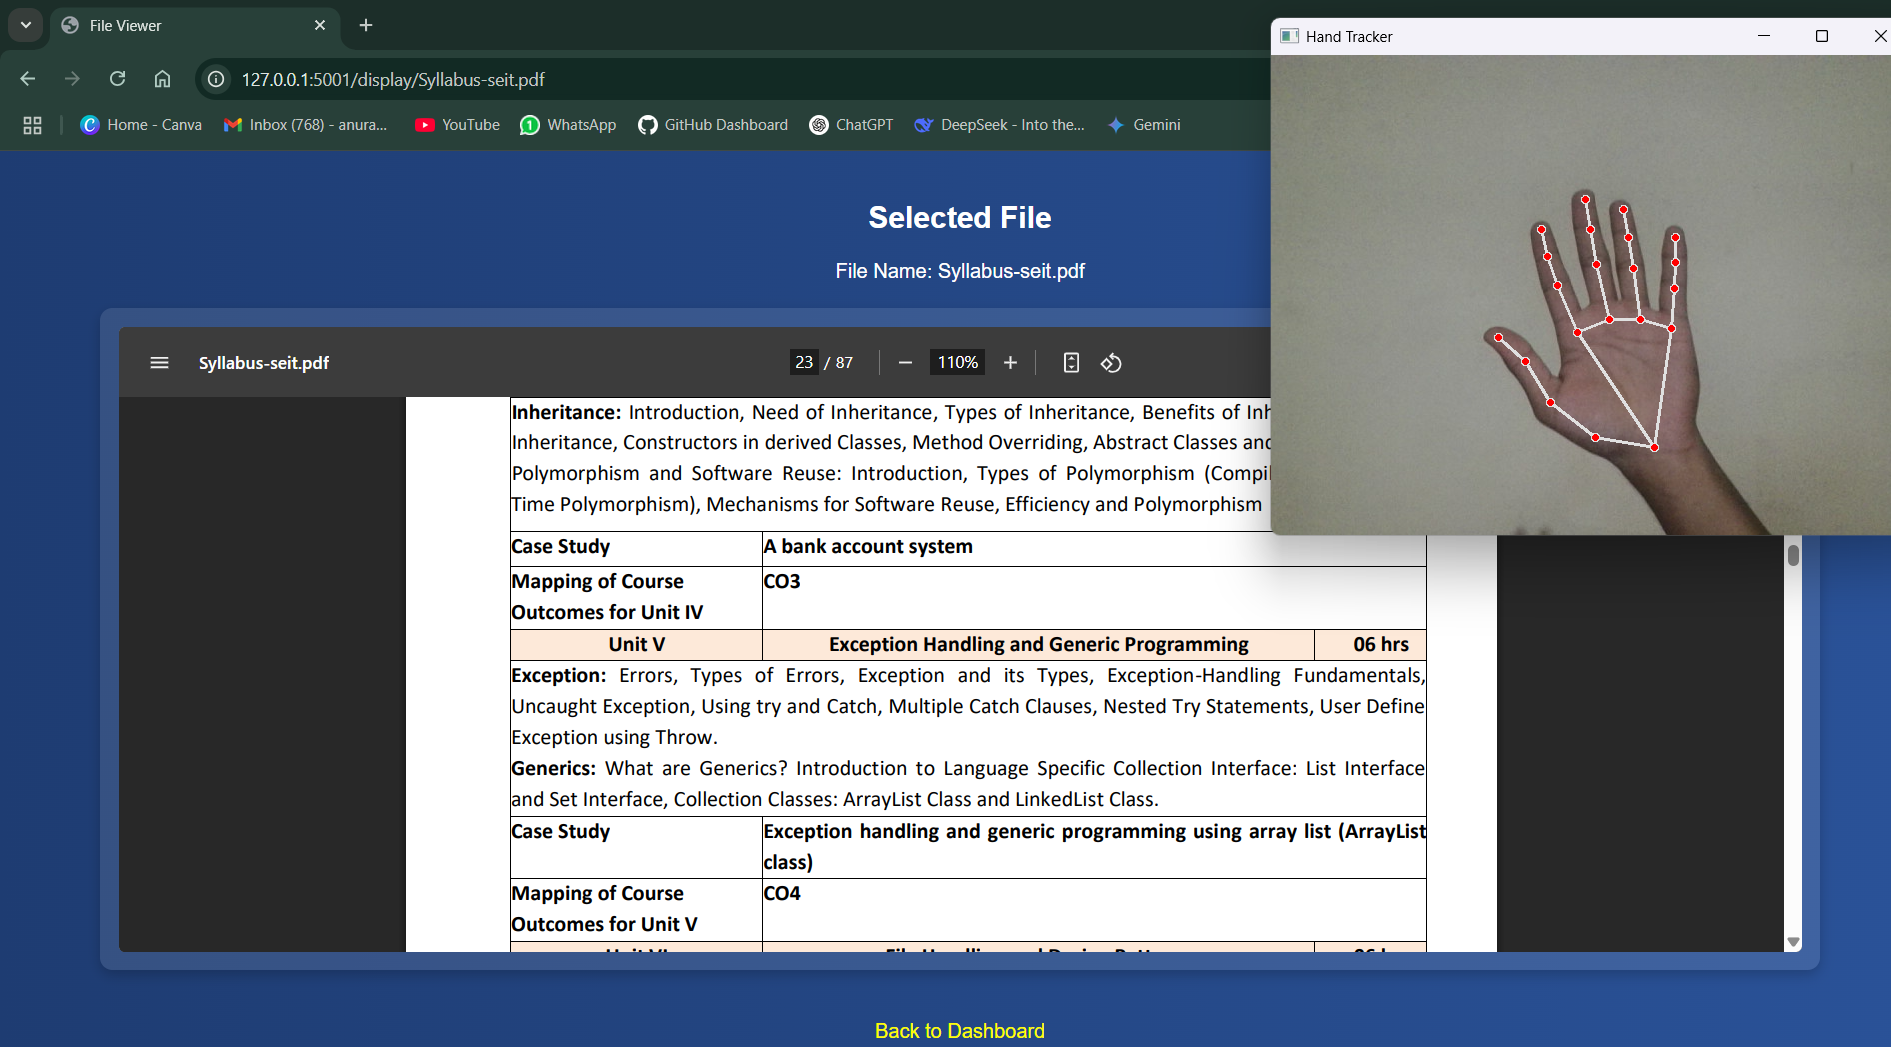 File Viewer
Hand Tracker
127.0.0.1:5001/display/Syllabus-seit.pdf
Home - Canva
Inbox (768) - anura...
YouTube
1
WhatsApp
GitHub Dashboard
ChatGPT
DeepSeek - Into the...
Gemini
Selected File
File Name: Syllabus-seit.pdf
Syllabus-seit.pdf
23 / 87
110%
Inheritance: Introduction, Need of Inheritance, Types of Inheritance, Benefits of Inh
Inheritance, Constructors in derived Classes, Method Overriding, Abstract Classes and
Polymorphism and Software Reuse: Introduction, Types of Polymorphism (Compil
Time Polymorphism), Mechanisms for Software Reuse, Efficiency and Polymorphism
Case Study A bank account system
Mapping of Course CO3
Outcomes for Unit IV
Unit V Exception Handling and Generic Programming 06 hrs
Exception: Errors, Types of Errors, Exception and its Types, Exception-Handling Fundamentals,
Uncaught Exception, Using try and Catch, Multiple Catch Clauses, Nested Try Statements, User Define
Exception using Throw.
Generics: What are Generics? Introduction to Language Specific Collection Interface: List Interface
and Set Interface, Collection Classes: ArrayList Class and LinkedList Class.
Case Study Exception handling and generic programming using array list (ArrayList
class)
Mapping of Course CO4
Outcomes for Unit V
Back to Dashboard